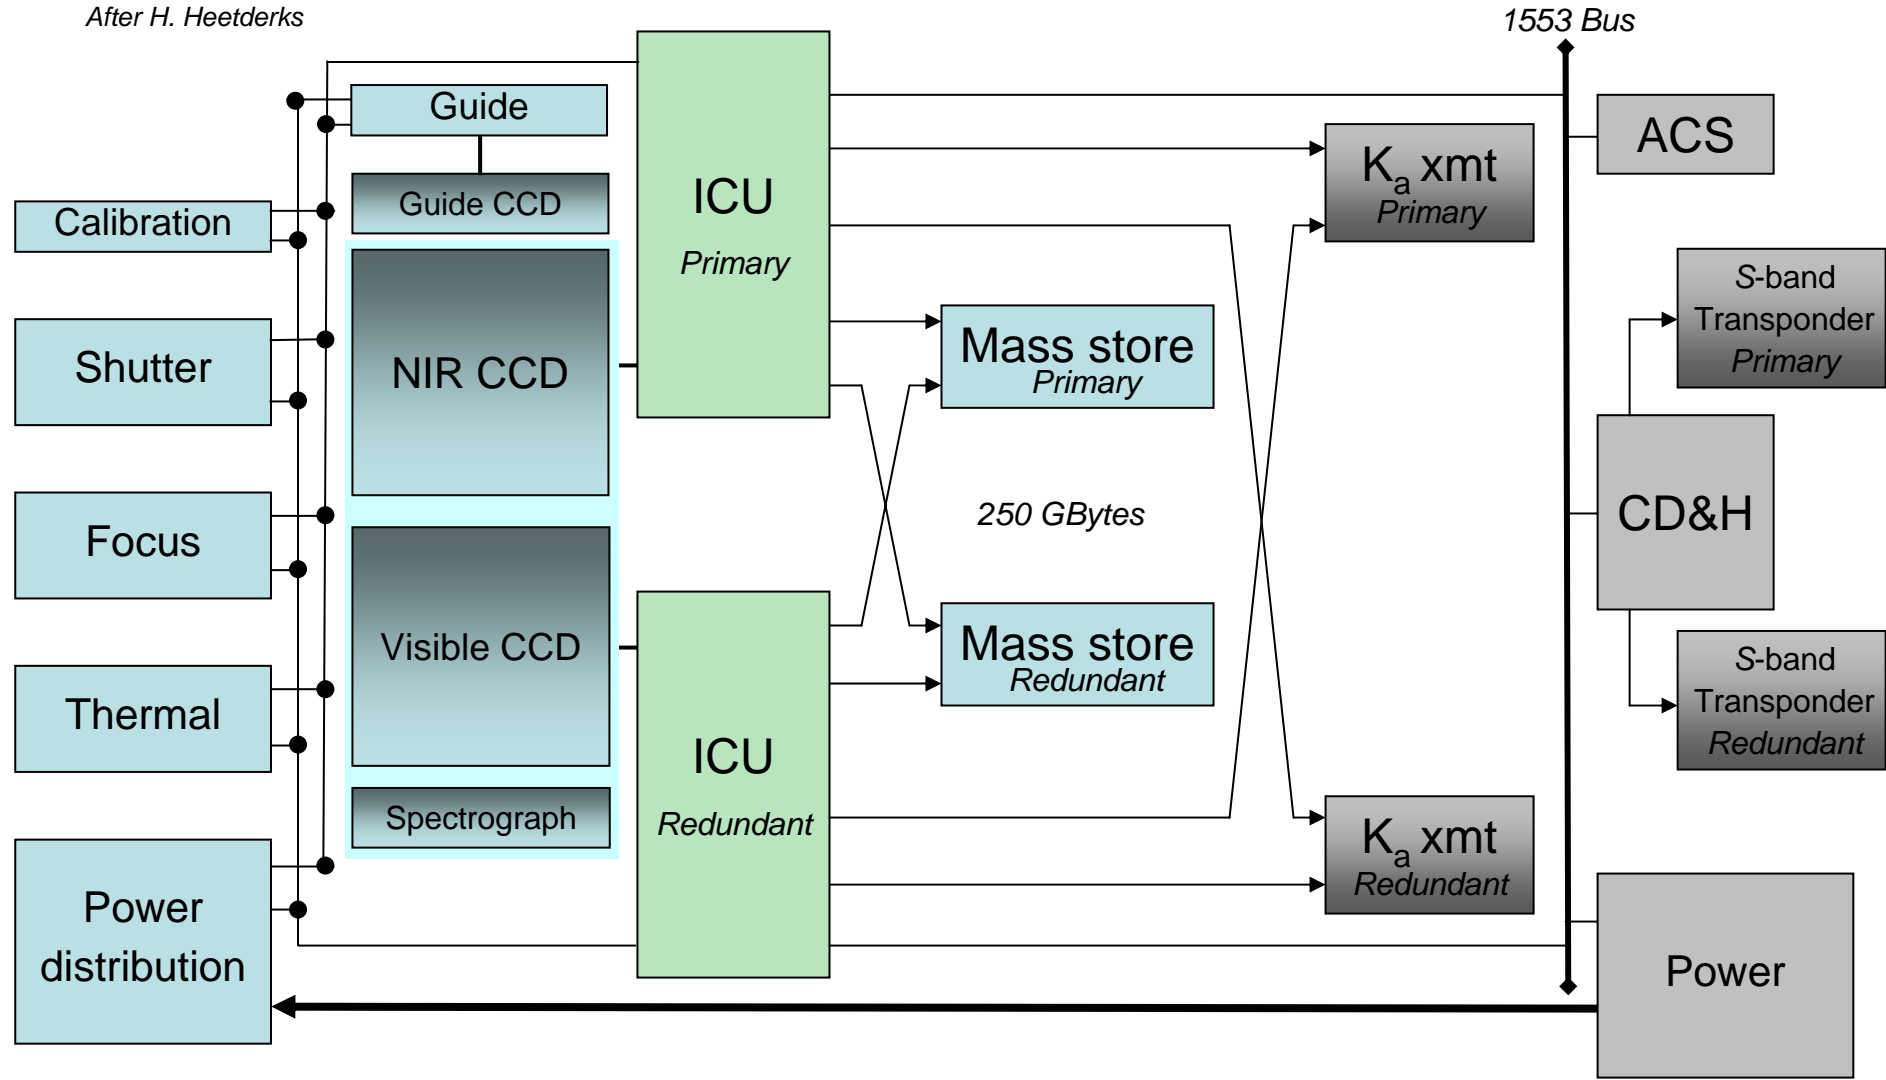 After H. Heetderks
1553 Bus
Guide
Guide CCD
Calibration
Shutter
Focus
Thermal
Power
distribution
NIR CCD
Visible CCD
Spectrograph
ICU
Primary
ICU
Redundant
Mass store
Primary
250 GBytes
Mass store
Redundant
Ka xmt
Primary
Ka xmt
Redundant
ACS
S-band
Transponder
Primary
CD&H
S-band
Transponder
Redundant
Power